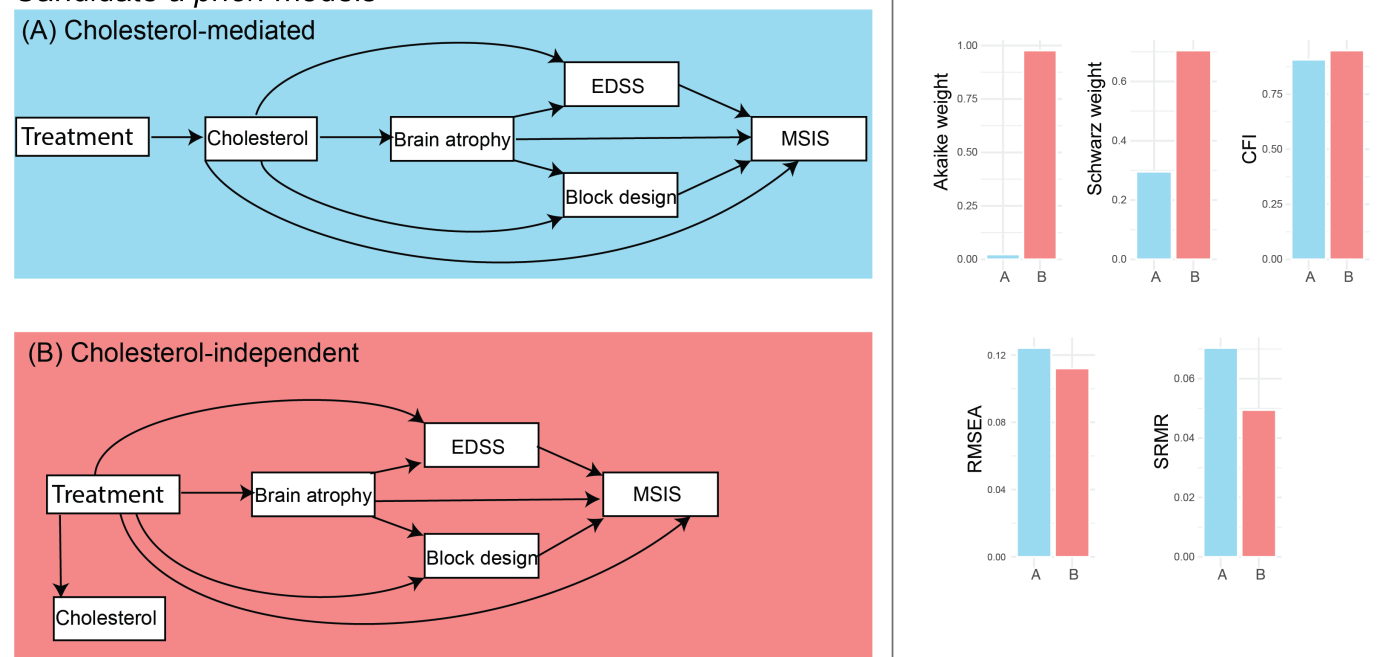 Candidate a priori models
(A) Cholesterol-mediated
EDSS
Treatment
Cholesterol
Brain atrophy
MSIS
Block design
(B) Cholesterol-independent
EDSS
Treatment
Brain atrophy
MSIS
Block design
Cholesterol
Akaike weight
1.00
0.75
0.50
0.25
0.00
A B
Schwarz weight
0.6
0.4
0.2
0.0
A B
CFI
0.75
0.50
0.25
0.00
A B
RMSEA
0.12
0.08
0.04
0.00
A B
SRMR
0.06
0.04
0.02
0.00
A B